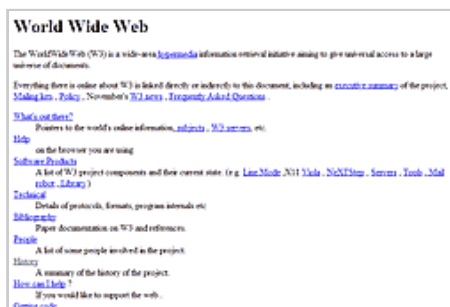 World Wide Web
The WorldWideWeb (W3) is a wide-area hypermedia information retrieval initiative aiming to give universal access to a large
universe of documents.
Everything there is online about W3 is linked directly or indirectly to this document, including an executive summary of the project,
Mailing lists , Policy , November's W3 news , Frequently Asked Questions .
What's out there?
Pointers to the world's online information, subjects , W3 servers, etc.
Help
on the browser you are using
Software Products
A list of W3 project components and their current state. (e.g. Line Mode ,X11 Viola , NeXTStep , Servers , Tools , Mail
robot , Library )
Technical
Details of protocols, formats, program internals etc
Bibliography
Paper documentation on W3 and references.
People
A list of some people involved in the project.
History
A summary of the history of the project.
How can I help ?
If you would like to support the web..
Getting code